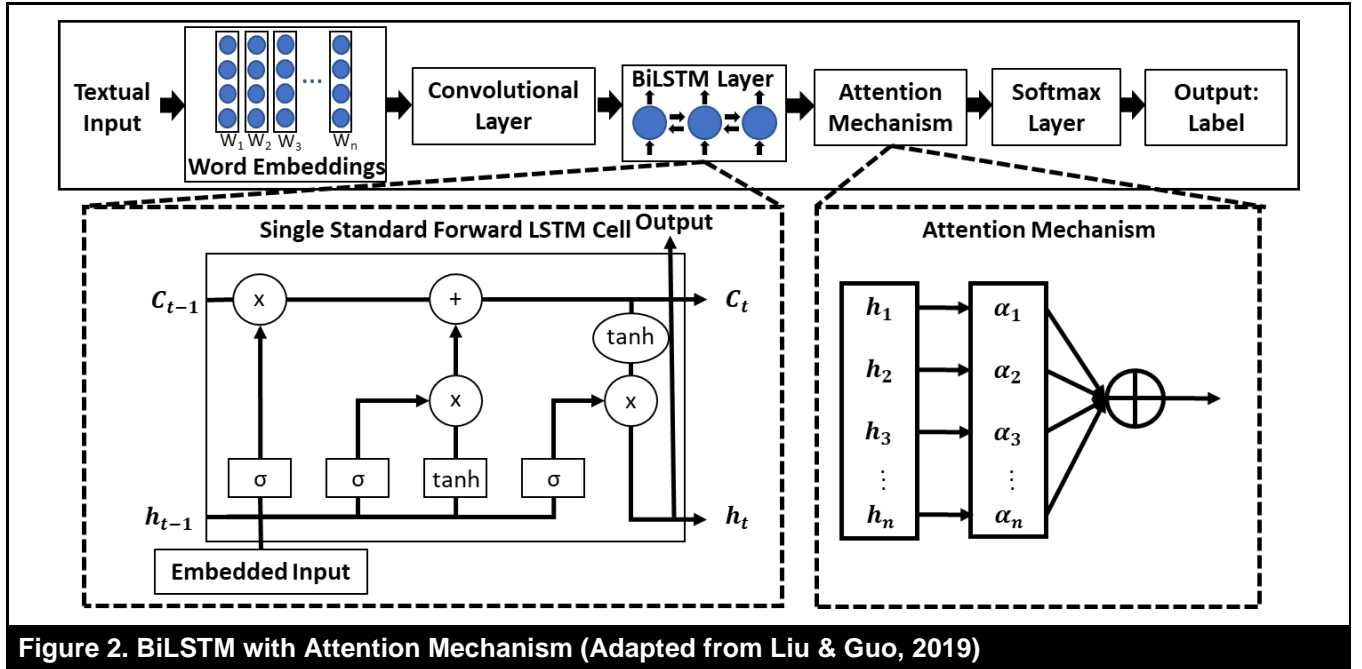 Textual
Input
W1 W2 W3 ... Wn
Word Embeddings
Convolutional
Layer
BiLSTM Layer
Attention
Mechanism
Softmax
Layer
Output:
Label
Single Standard Forward LSTM Cell
Output
Cₜ₋₁
x
+
Cₜ
tanh
x
x
σ
σ
tanh
σ
hₜ₋₁
hₜ
Embedded Input
Attention Mechanism
h₁
α₁
h₂
α₂
h₃
α₃
⋮
⋮
hₙ
αₙ
Figure 2. BiLSTM with Attention Mechanism (Adapted from Liu & Guo, 2019)